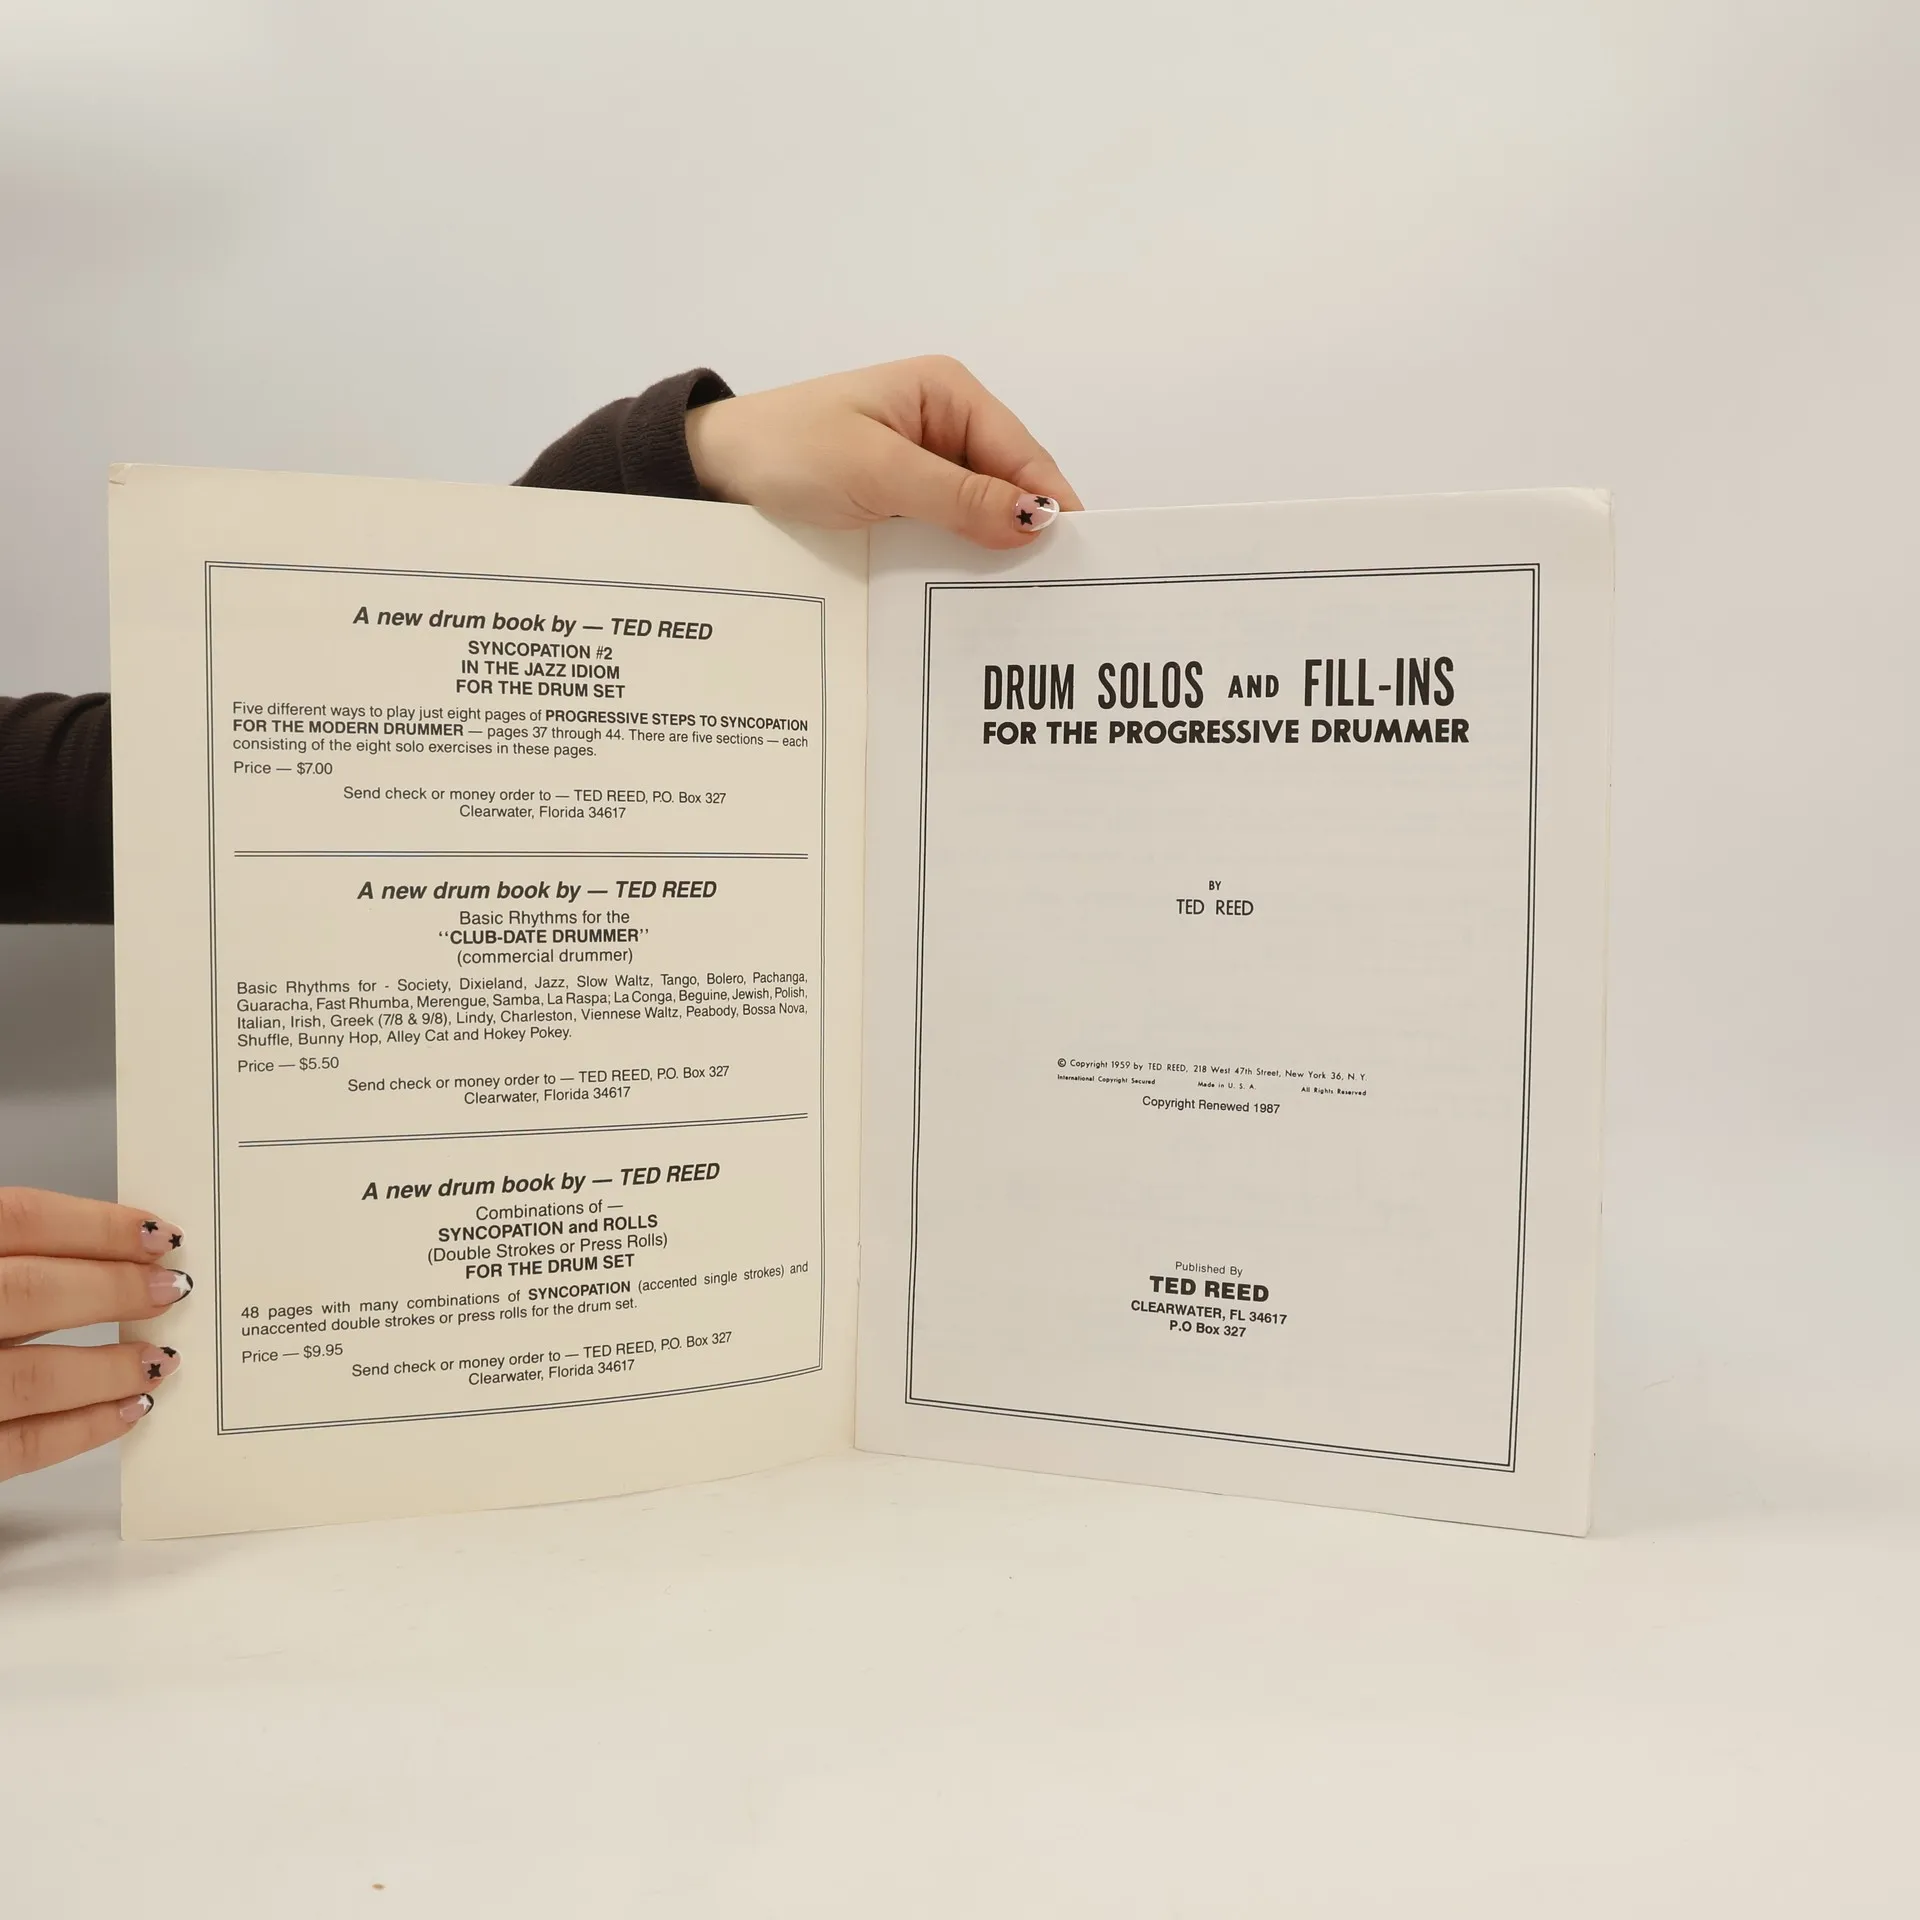 A new drum book by — TED REED
SYNCOPATION #2
IN THE JAZZ IDIOM
FOR THE DRUM SET
Five different ways to play just eight pages of PROGRESSIVE STEPS TO SYNCOPATION
FOR THE MODERN DRUMMER — pages 37 through 44. There are five sections — each
consisting of the eight solo exercises in these pages.
Price — $7.00
Send check or money order to — TED REED, P.O. Box 327
Clearwater, Florida 34617
A new drum book by — TED REED
Basic Rhythms for the
‘‘CLUB-DATE DRUMMER’’
(commercial drummer)
Basic Rhythms for - Society, Dixieland, Jazz, Slow Waltz, Tango, Bolero, Pachanga,
Guaracha, Fast Rhumba, Merengue, Samba, La Raspa; La Conga, Beguine, Jewish, Polish,
Italian, Irish, Greek (7/8 & 9/8), Lindy, Charleston, Viennese Waltz, Peabody, Bossa Nova,
Shuffle, Bunny Hop, Alley Cat and Hokey Pokey.
Price — $5.50
Send check or money order to — TED REED, P.O. Box 327
Clearwater, Florida 34617
A new drum book by — TED REED
Combinations of —
SYNCOPATION and ROLLS
(Double Strokes or Press Rolls)
FOR THE DRUM SET
48 pages with many combinations of SYNCOPATION (accented single strokes) and
unaccented double strokes or press rolls for the drum set.
Price — $9.95
Send check or money order to — TED REED, P.O. Box 327
Clearwater, Florida 34617
DRUM SOLOS AND FILL-INS
FOR THE PROGRESSIVE DRUMMER
BY
TED REED
© Copyright 1959 by TED REED, 218 West 47th Street, New York 36, N. Y.
International Copyright Secured Made in U. S. A. All Rights Reserved
Copyright Renewed 1987
Published By
TED REED
CLEARWATER, FL 34617
P.O Box 327